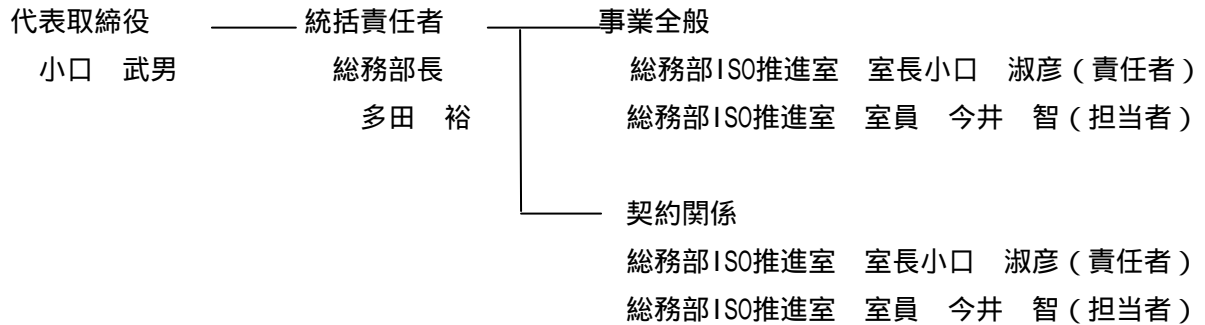 代表取締役 統括責任者 事業全般
小口 武男 総務部長 総務部ISO推進室 室長小口 淑彦(責任者)
多田 裕 総務部ISO推進室 室員 今井 智(担当者)
契約関係
総務部ISO推進室 室長小口 淑彦(責任者)
総務部ISO推進室 室員 今井 智(担当者)